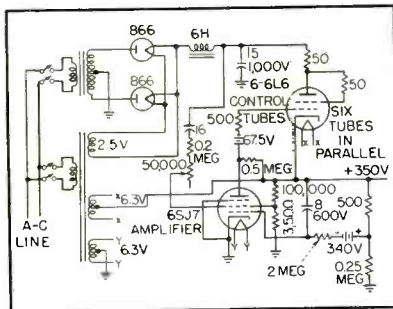 866
6H
15
1,000V
50
6-6L6
866
CONTROL
TUBES
50
500
SIX
TUBES
IN
PARALLEL
67.5V
16
0.2
MEG
2.5V
50,000
0.5 MEG
X X
+350V
X
6.3V
X
6SJ7
AMPLIFIER
100,000
8
600V
500
A-C
LINE
Y
6.3V
Y
Y Y
340V
2 MEG
0.25
MEG